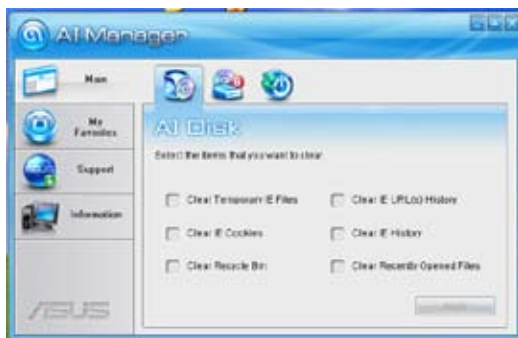 AI Manager
Main
My
Favorites
Support
Information
AI Disk
Select the items that you want to clear
Clear Temporary IE Files
Clear IE URL(s) History
Clear IE Cookies
Clear IE History
Clear Recycle Bin
Clear Recently Opened Files
ASUS